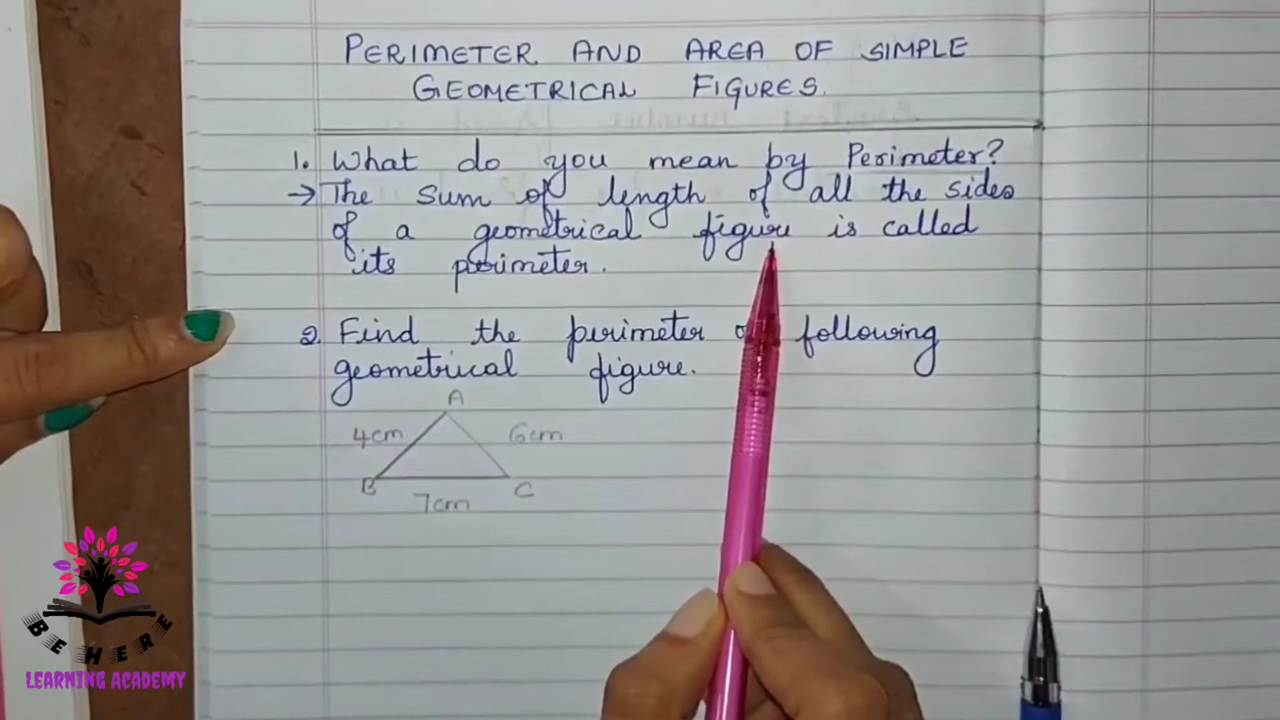 PERIMETER AND AREA OF SIMPLE
GEOMETRICAL FIGURES.
1. What do you mean by Perimeter?
→ The sum of length of all the sides
of a geometrical figure is called
its perimeter.
2. Find the perimeter of following
geometrical figure.
A
4cm 6cm
B C
7cm
BEHERE
LEARNING ACADEMY